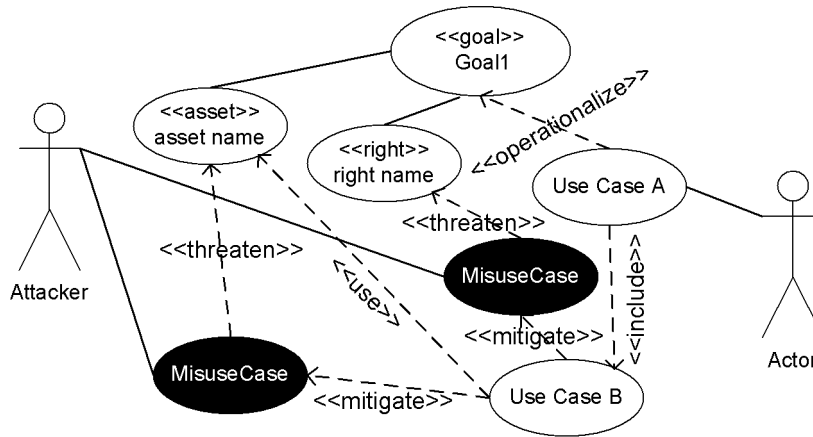 <<goal>>
Goal1
<<asset>>
asset name
<<operationalize>>
<<right>>
right name
Use Case A
<<threaten>>
<<threaten>>
MisuseCase
<<use>>
<<include>>
Attacker
<<mitigate>>
Actor
MisuseCase
Use Case B
<<mitigate>>